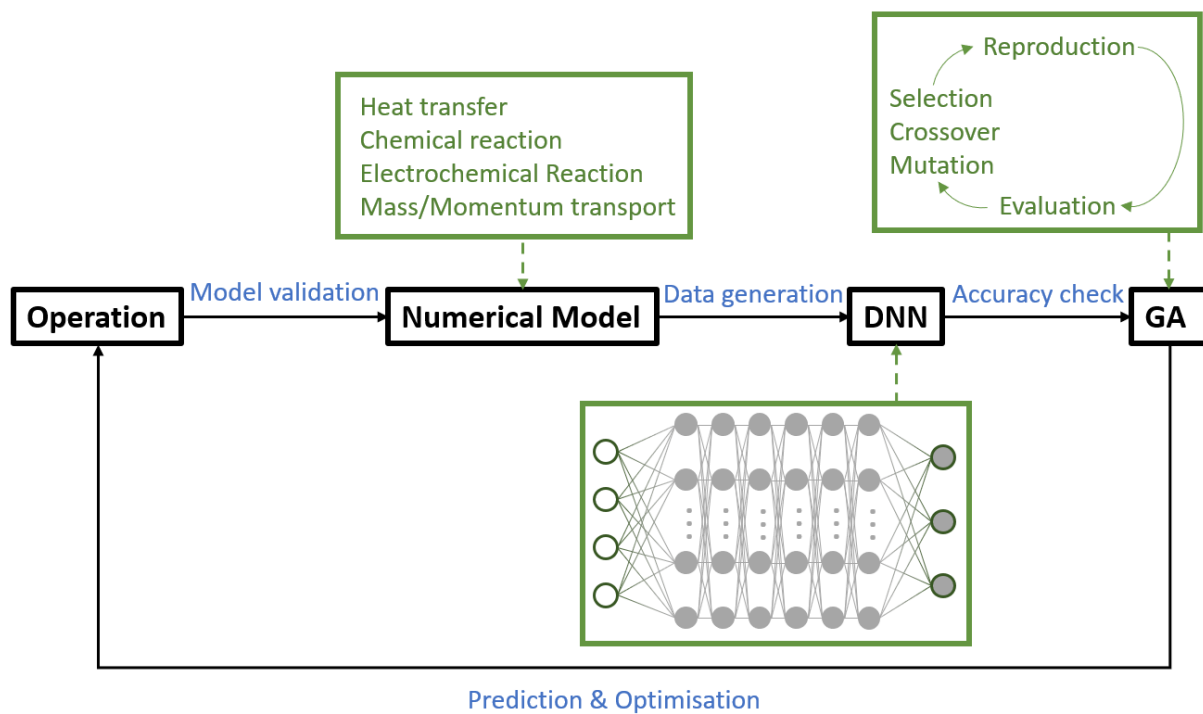 Reproduction
Selection
Crossover
Mutation
Evaluation
Heat transfer
Chemical reaction
Electrochemical Reaction
Mass/Momentum transport
Operation
Model validation
Numerical Model
Data generation
DNN
Accuracy check
GA
Prediction & Optimisation